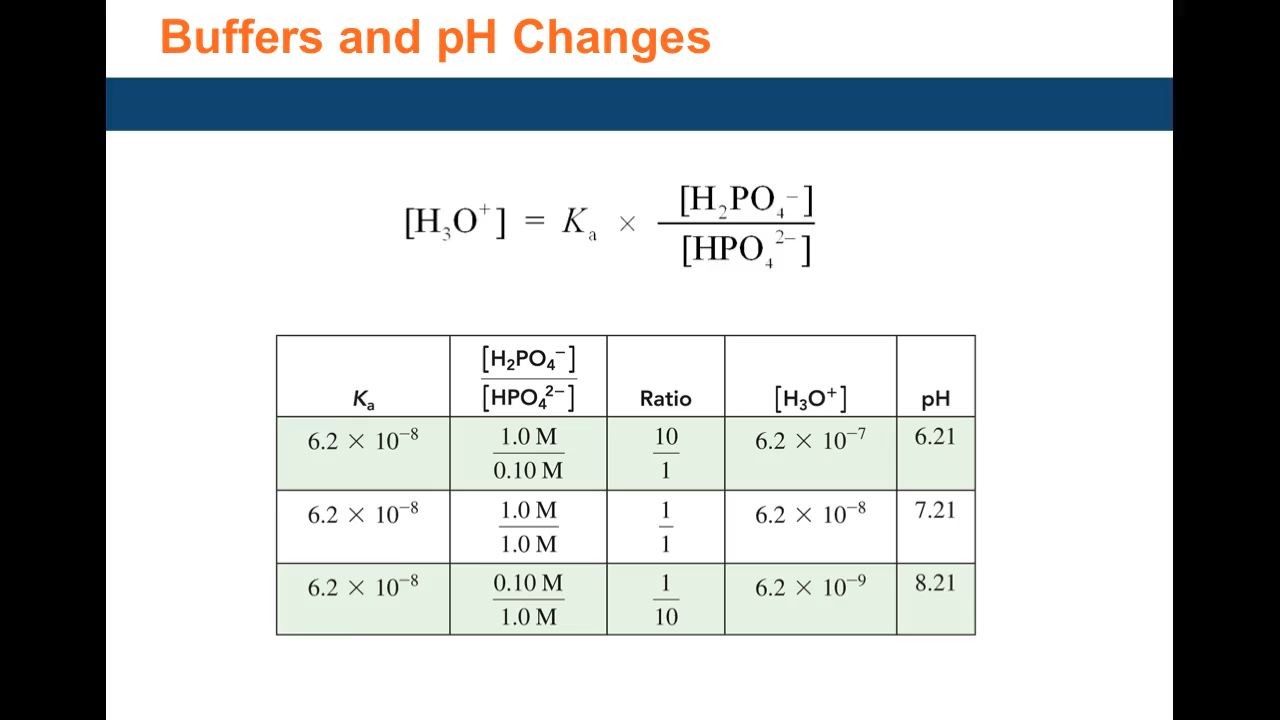 Buffers and pH Changes
[H₃O⁺] = Kₐ × [H₂PO₄⁻] / [HPO₄²⁻]
Kₐ [H₂PO₄⁻] / [HPO₄²⁻] Ratio [H₃O⁺] pH
6.2 × 10⁻⁸ 1.0 M / 0.10 M 10 / 1 6.2 × 10⁻⁷ 6.21
6.2 × 10⁻⁸ 1.0 M / 1.0 M 1 / 1 6.2 × 10⁻⁸ 7.21
6.2 × 10⁻⁸ 0.10 M / 1.0 M 1 / 10 6.2 × 10⁻⁹ 8.21